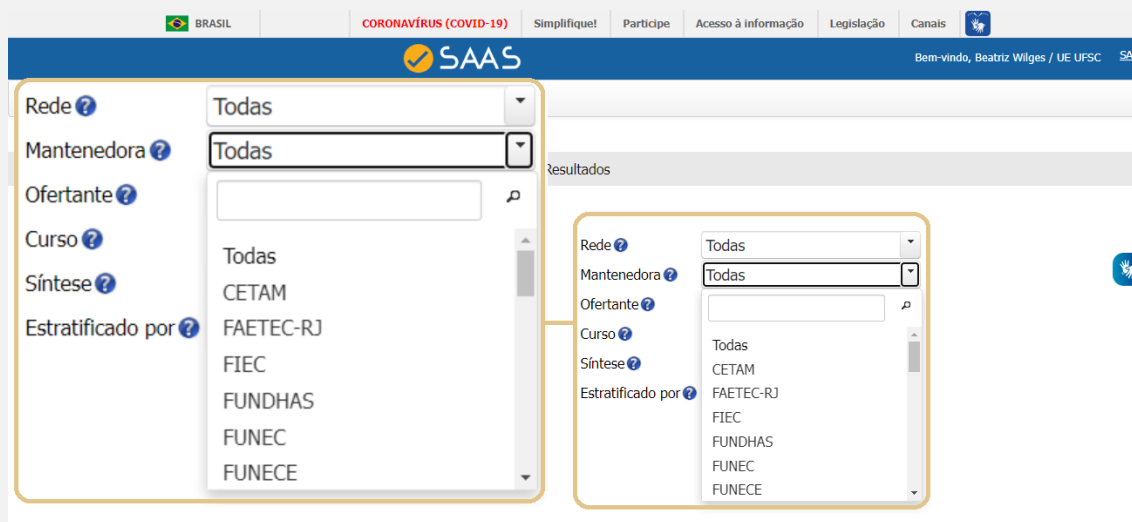 BRASIL CORONAVÍRUS (COVID-19) Simplifique! Participe Acesso à informação Legislação Canais
SAAS Bem-vindo, Beatriz Wilges / UE UFSC SA
Resultados
Rede ? Todas
Mantenedora ? Todas
Ofertante ?
Curso ?
Síntese ?
Estratificado por ?
Todas
CETAM
FAETEC-RJ
FIEC
FUNDHAS
FUNEC
FUNECE
Rede ? Todas
Mantenedora ? Todas
Ofertante ?
Curso ?
Síntese ?
Estratificado por ?
Todas
CETAM
FAETEC-RJ
FIEC
FUNDHAS
FUNEC
FUNECE